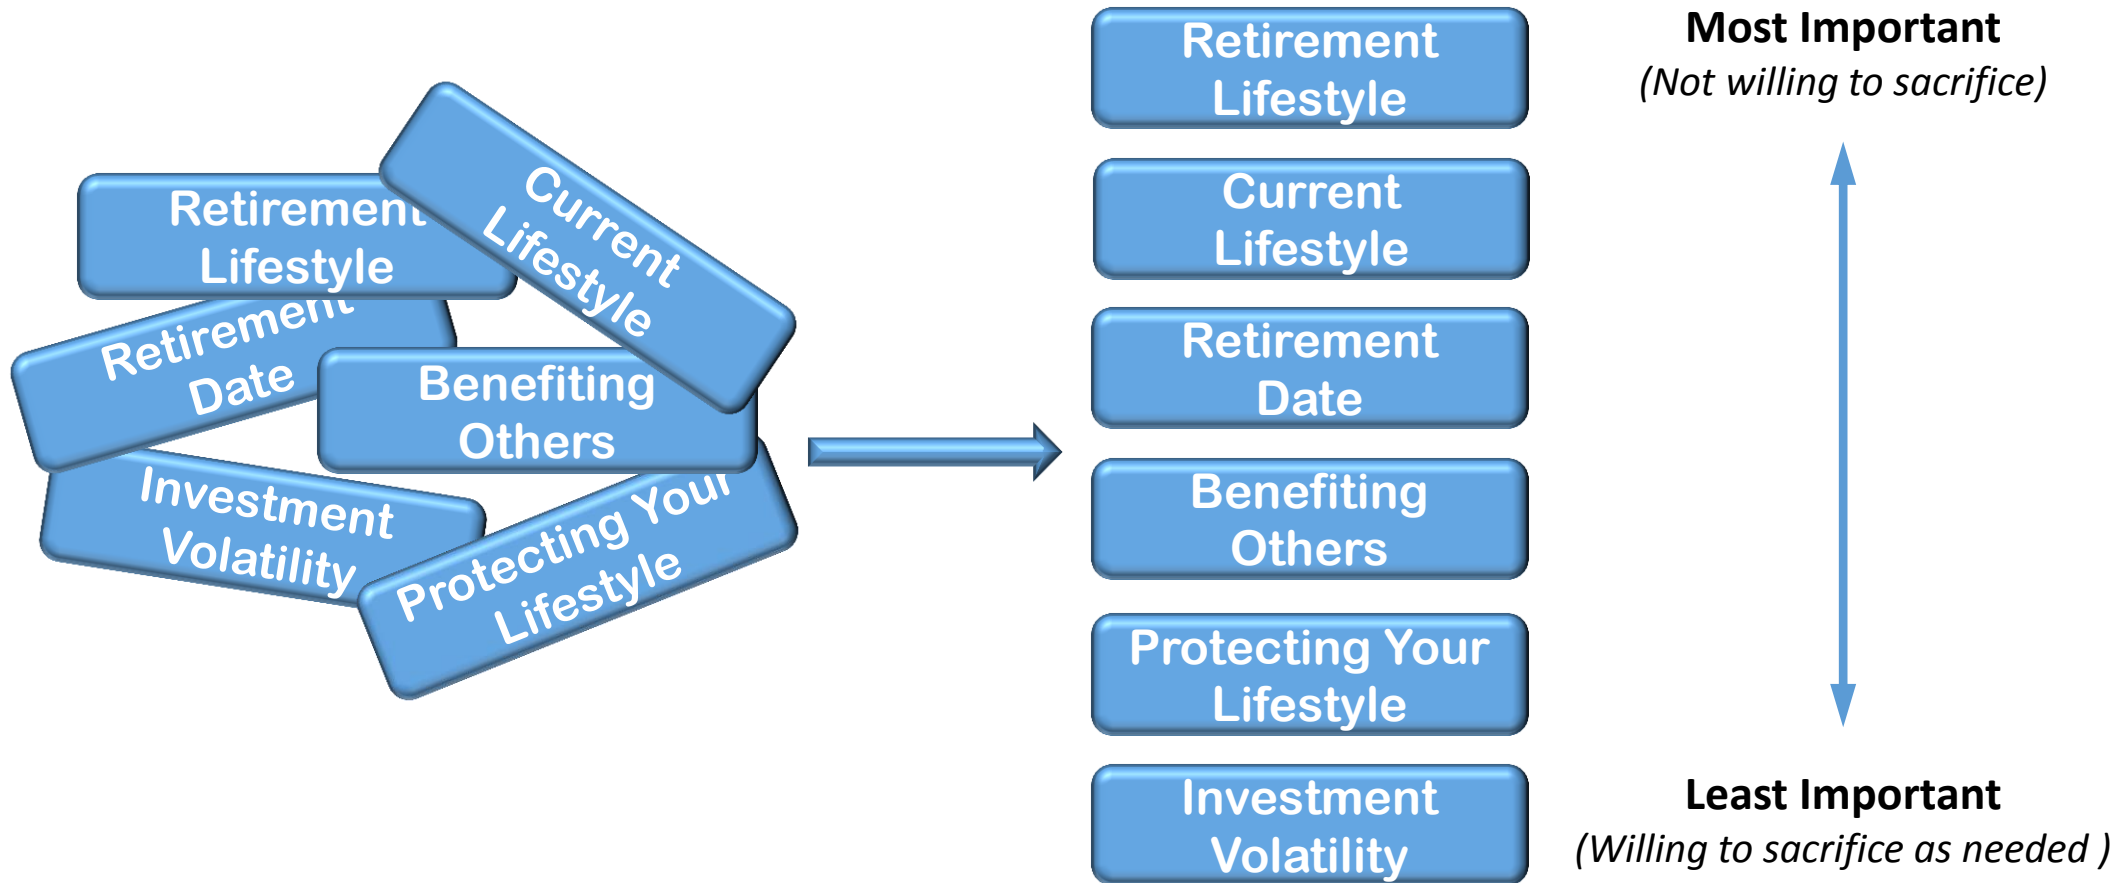 Retirement
Lifestyle
Current
Lifestyle
Retirement
Date
Benefiting
Others
Investment
Volatility
Protecting Your
Lifestyle
Retirement
Lifestyle
Current
Lifestyle
Retirement
Date
Benefiting
Others
Protecting Your
Lifestyle
Investment
Volatility
Most Important
(Not willing to sacrifice)
Least Important
(Willing to sacrifice as needed )